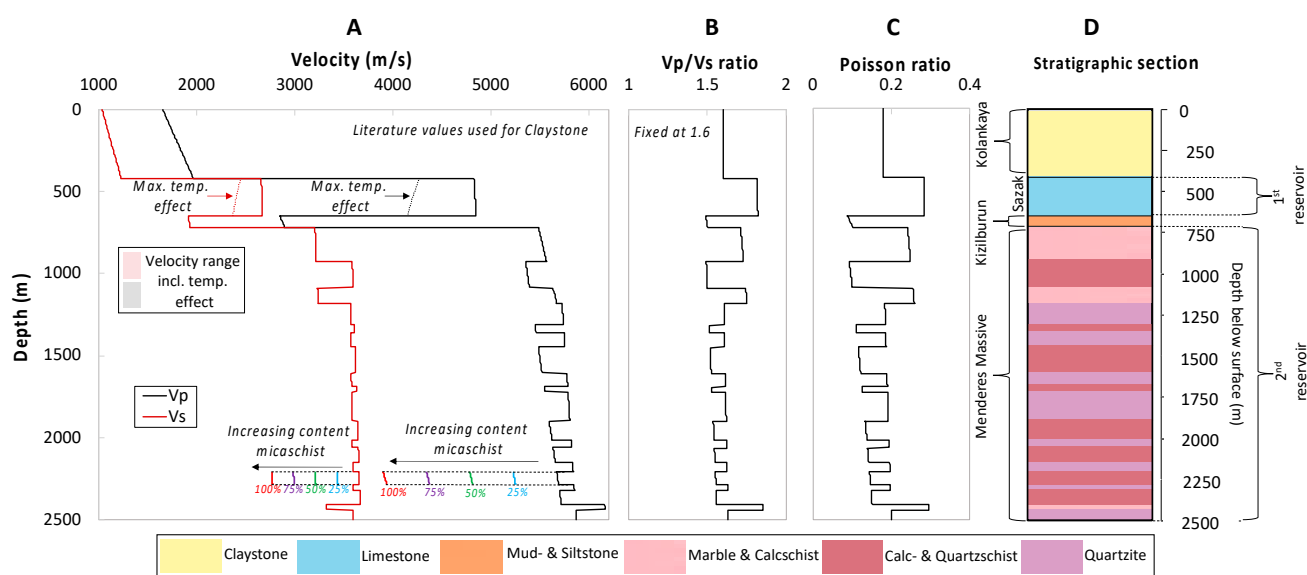 A
B
C
D
Velocity (m/s)
Vp/Vs ratio
Poisson ratio
Stratigraphic section
1000 2000 3000 4000 5000 6000
1 1.5 2
0 0.2 0.4
0
500
1000
1500
2000
2500
Depth (m)
Literature values used for Claystone
Max. temp.
effect
Max. temp.
effect
Velocity range
incl. temp.
effect
Vp
Vs
Increasing content
micaschist
Increasing content
micaschist
100% 75% 50% 25%
100% 75% 50% 25%
Fixed at 1.6
Kolankaya
Sazak
Kizilburun
Menderes Massive
0
250
500
750
1000
1250
1500
1750
2000
2250
2500
Depth below surface (m)
1st
reservoir
2nd
reservoir
Claystone
Limestone
Mud- & Siltstone
Marble & Calcschist
Calc- & Quartzschist
Quartzite